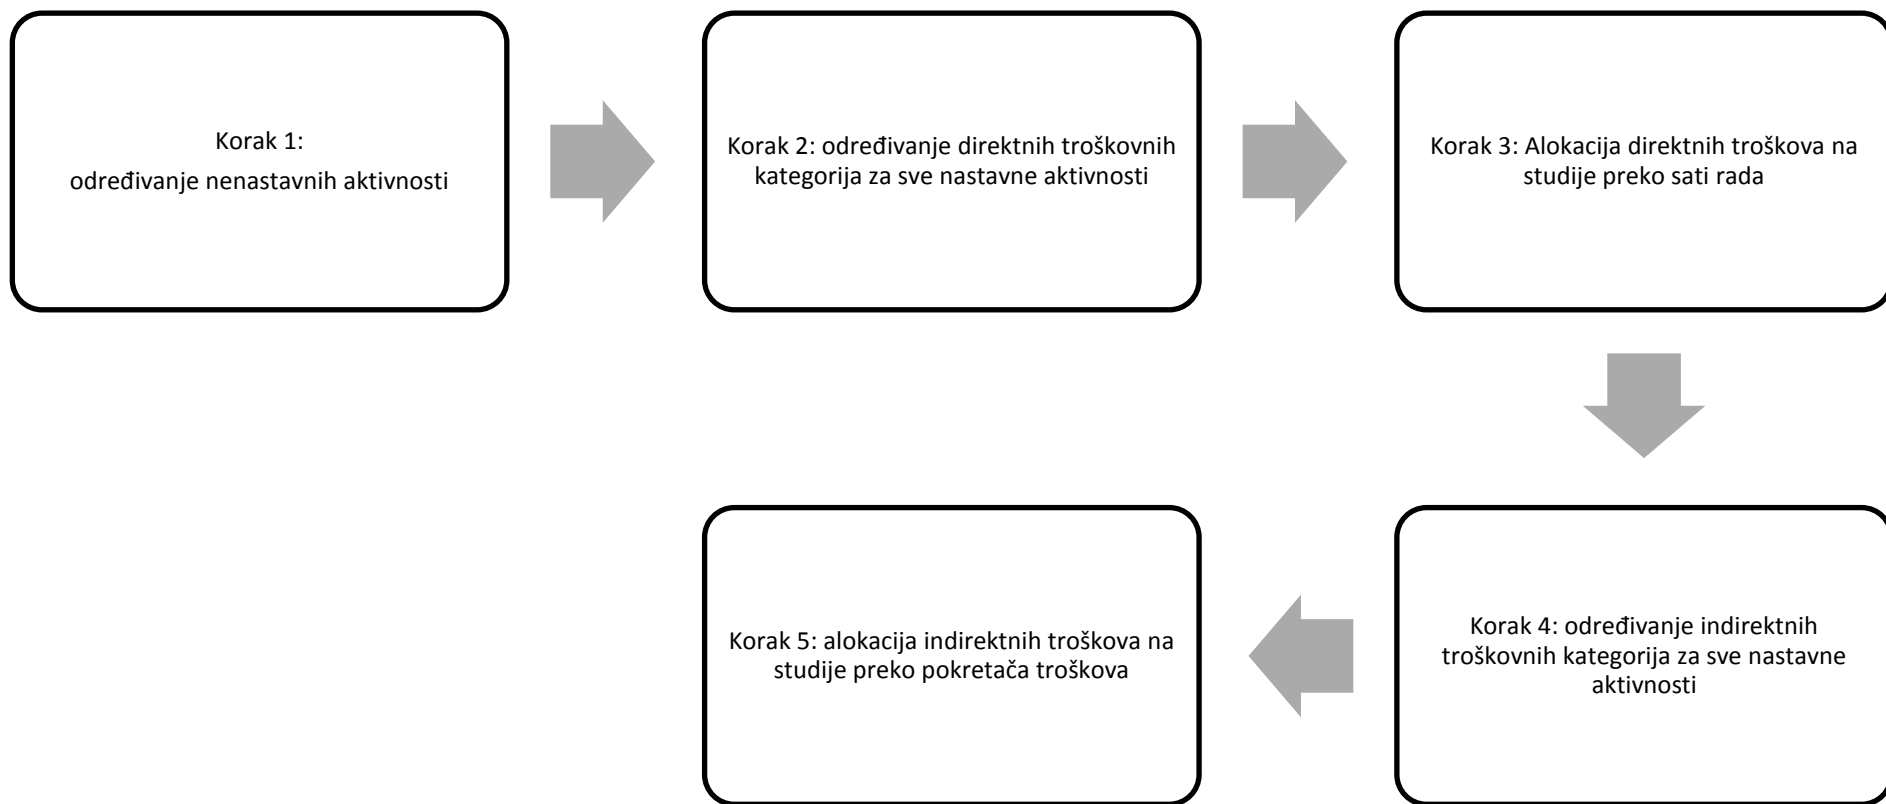 Korak 1:
određivanje nenastavnih aktivnosti
Korak 2: određivanje direktnih troškovnih
kategorija za sve nastavne aktivnosti
Korak 3: Alokacija direktnih troškova na
studije preko sati rada
Korak 4: određivanje indirektnih
troškovnih kategorija za sve nastavne
aktivnosti
Korak 5: alokacija indirektnih troškova na
studije preko pokretača troškova